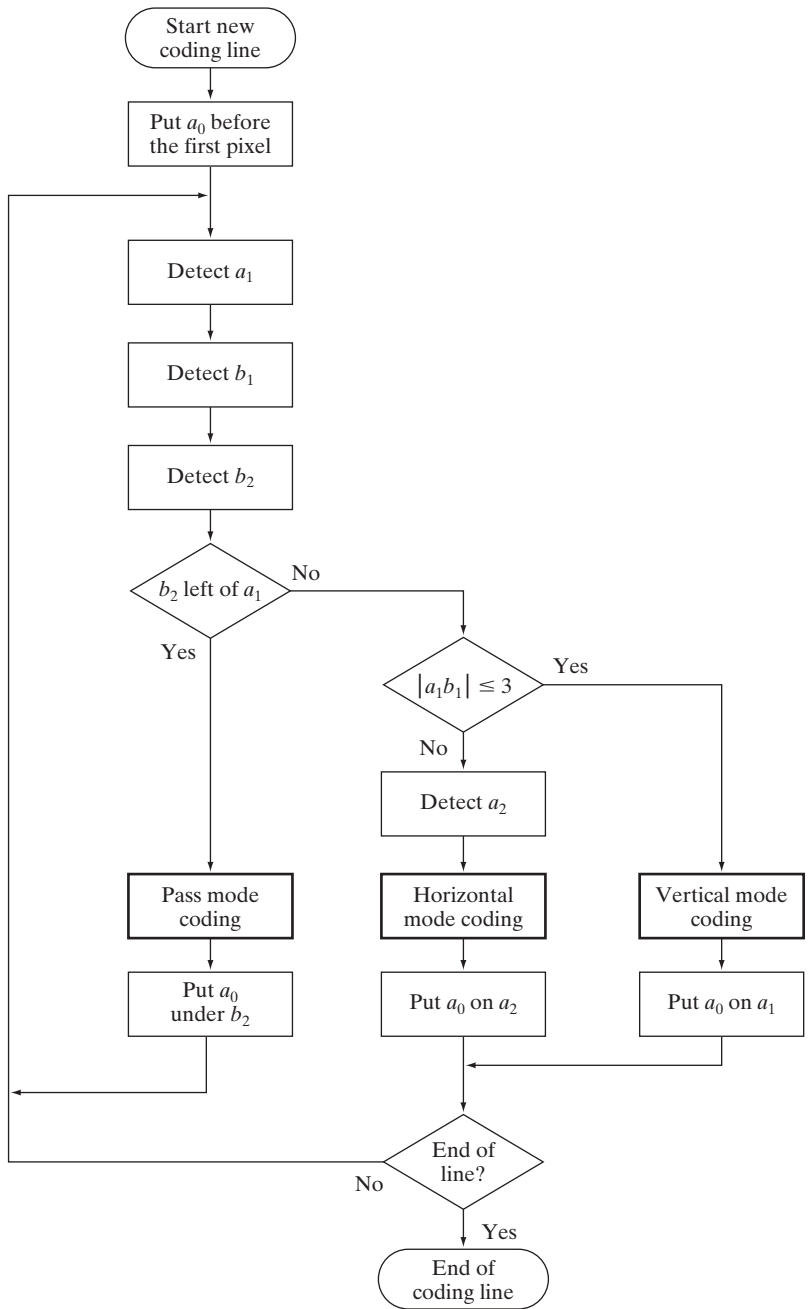 Start new
coding line
Put a₀ before
the first pixel
Detect a₁
Detect b₁
Detect b₂
b₂ left of a₁
No
Yes
|a₁b₁| ≤ 3
Yes
No
Detect a₂
Pass mode
coding
Horizontal
mode coding
Vertical mode
coding
Put a₀
under b₂
Put a₀ on a₂
Put a₀ on a₁
End of
line?
No
Yes
End of
coding line